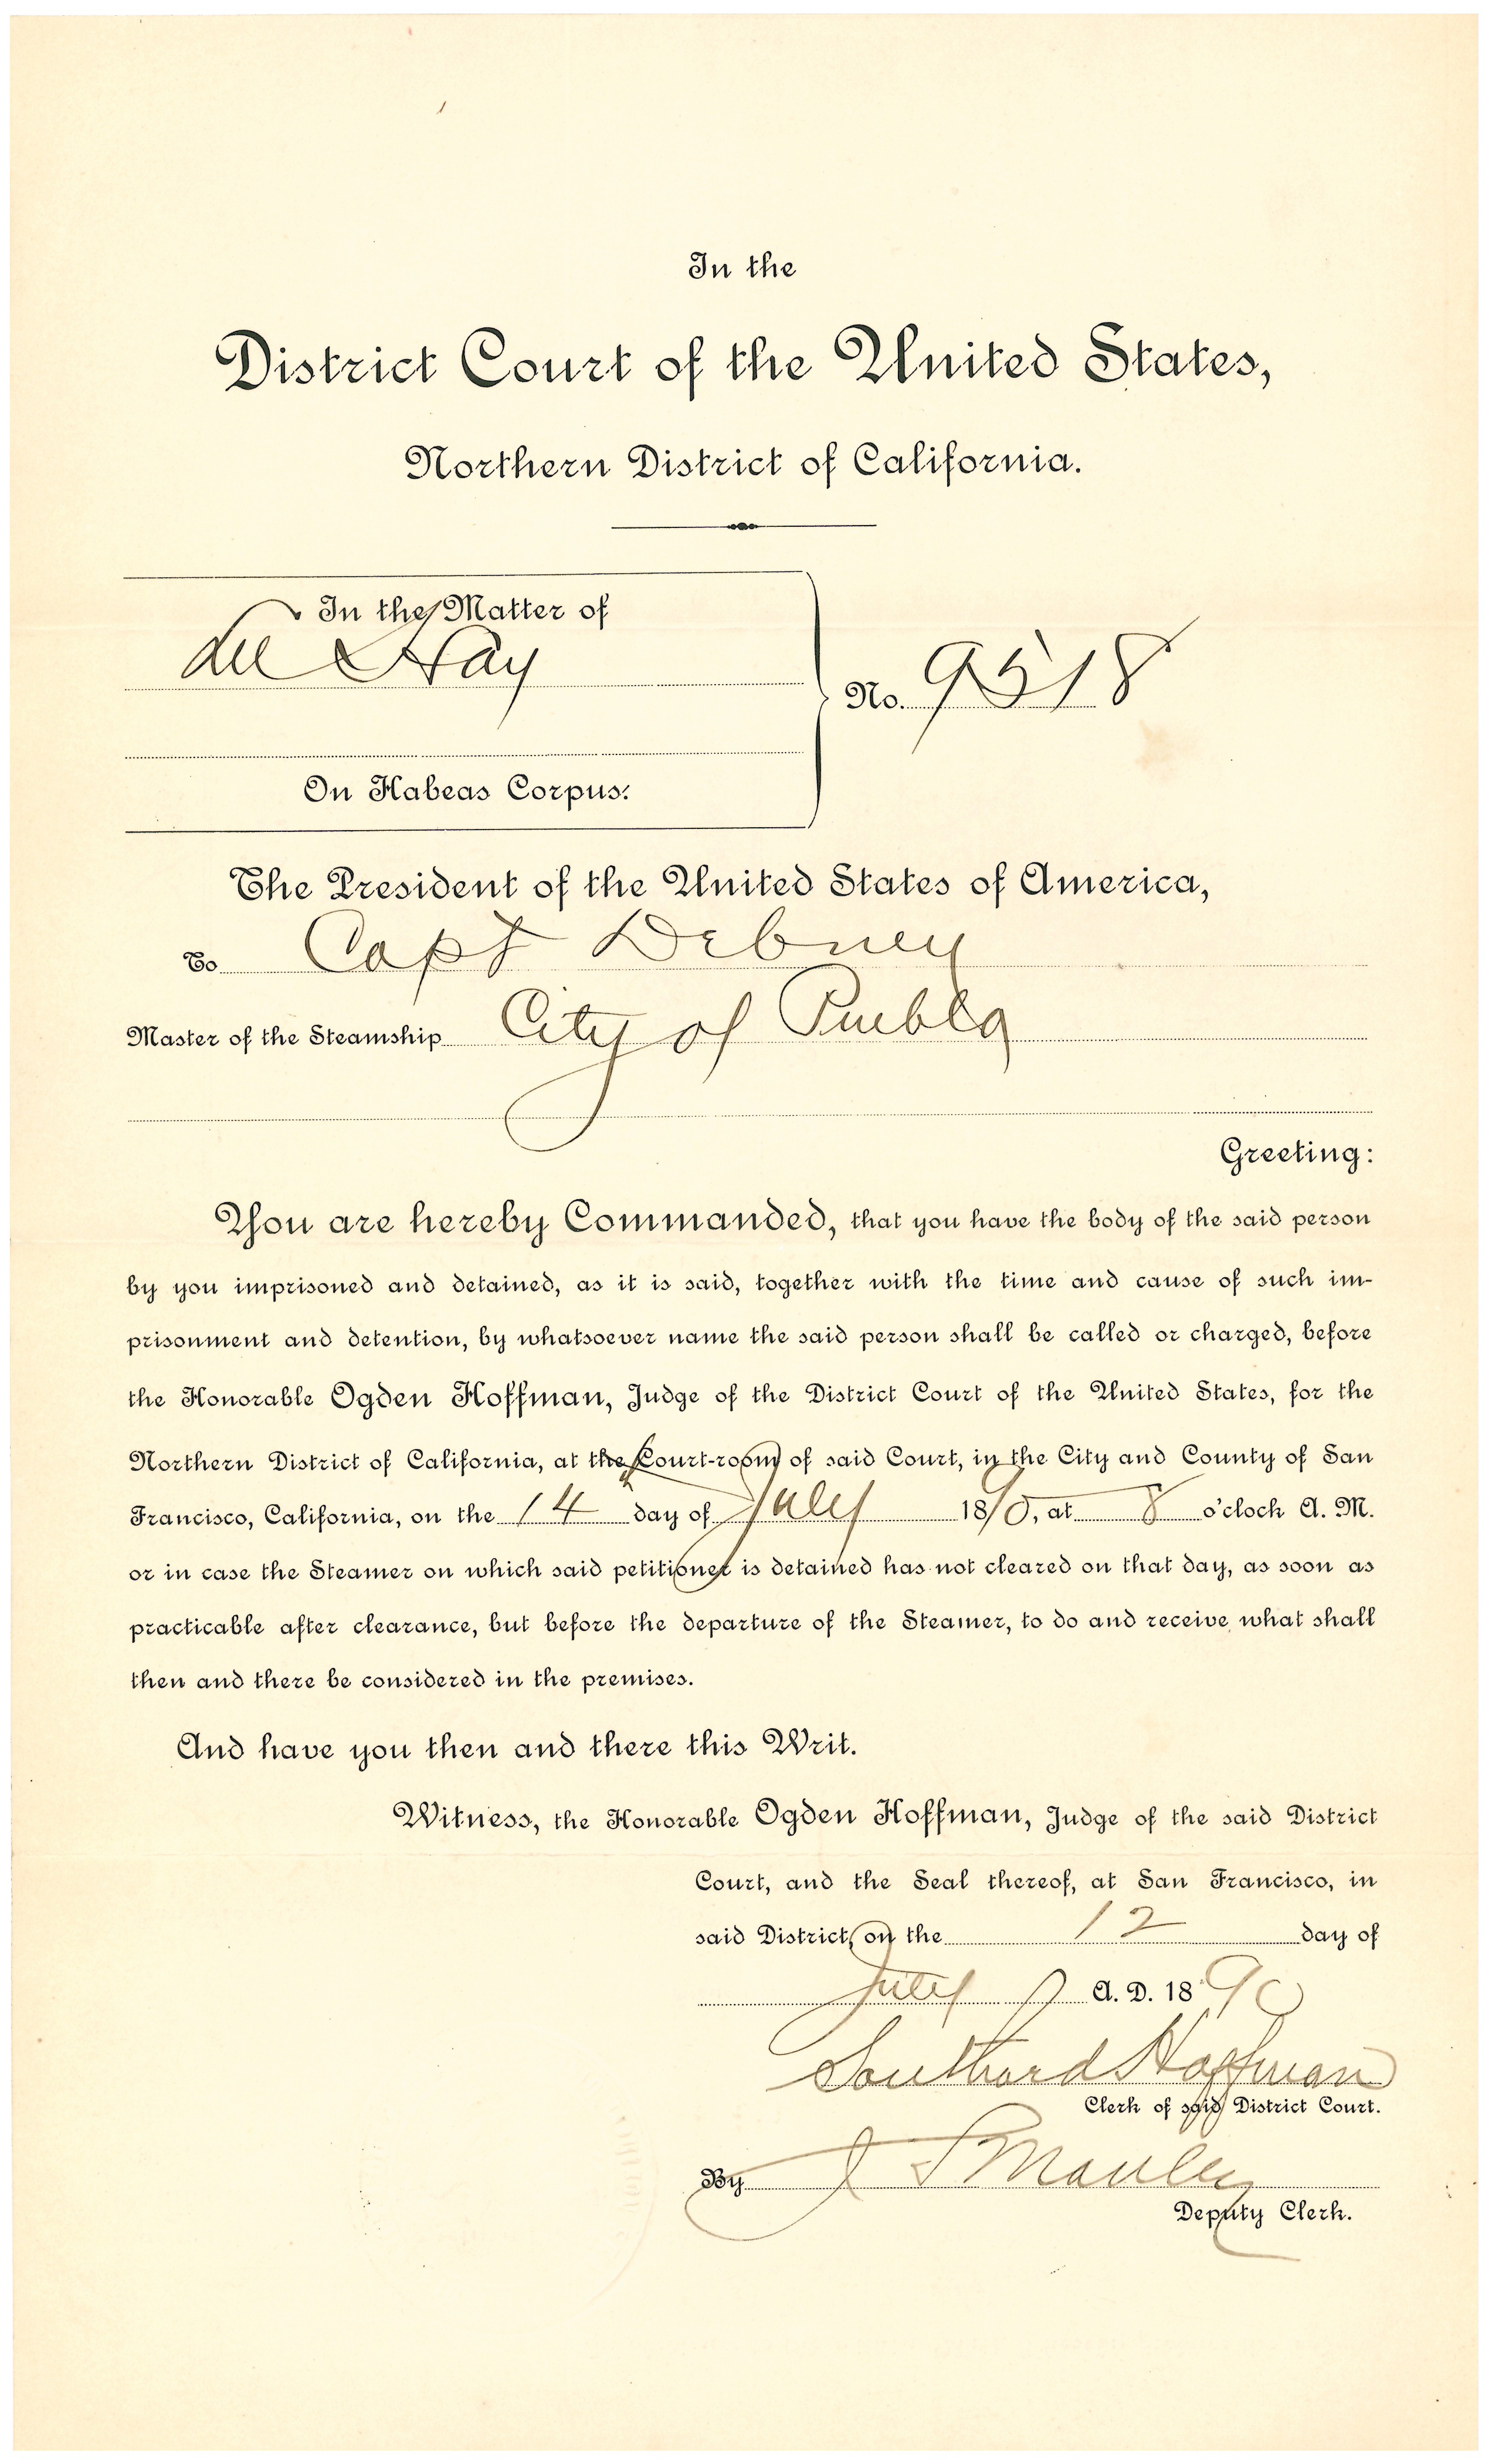 In the
District Court of the United States,
Northern District of California.
In the Matter of
Lee Hay
No. 9518
On Habeas Corpus.
The President of the United States of America,
To Capt Debney
Master of the Steamship City of Puebla
Greeting:
You are hereby Commanded, that you have the body of the said person
by you imprisoned and detained, as it is said, together with the time and cause of such im-
prisonment and detention, by whatsoever name the said person shall be called or charged, before
the Honorable Ogden Hoffman, Judge of the District Court of the United States, for the
Northern District of California, at the Court-room of said Court, in the City and County of San
Francisco, California, on the 14 day of July 1890, at 8 o'clock A. M.
or in case the Steamer on which said petitioner is detained has not cleared on that day, as soon as
practicable after clearance, but before the departure of the Steamer, to do and receive what shall
then and there be considered in the premises.
And have you then and there this Writ.
Witness, the Honorable Ogden Hoffman, Judge of the said District
Court, and the Seal thereof, at San Francisco, in
said District, on the 12 day of
July A. D. 1890
Southard Hoffman
Clerk of said District Court.
By J S Manley
Deputy Clerk.